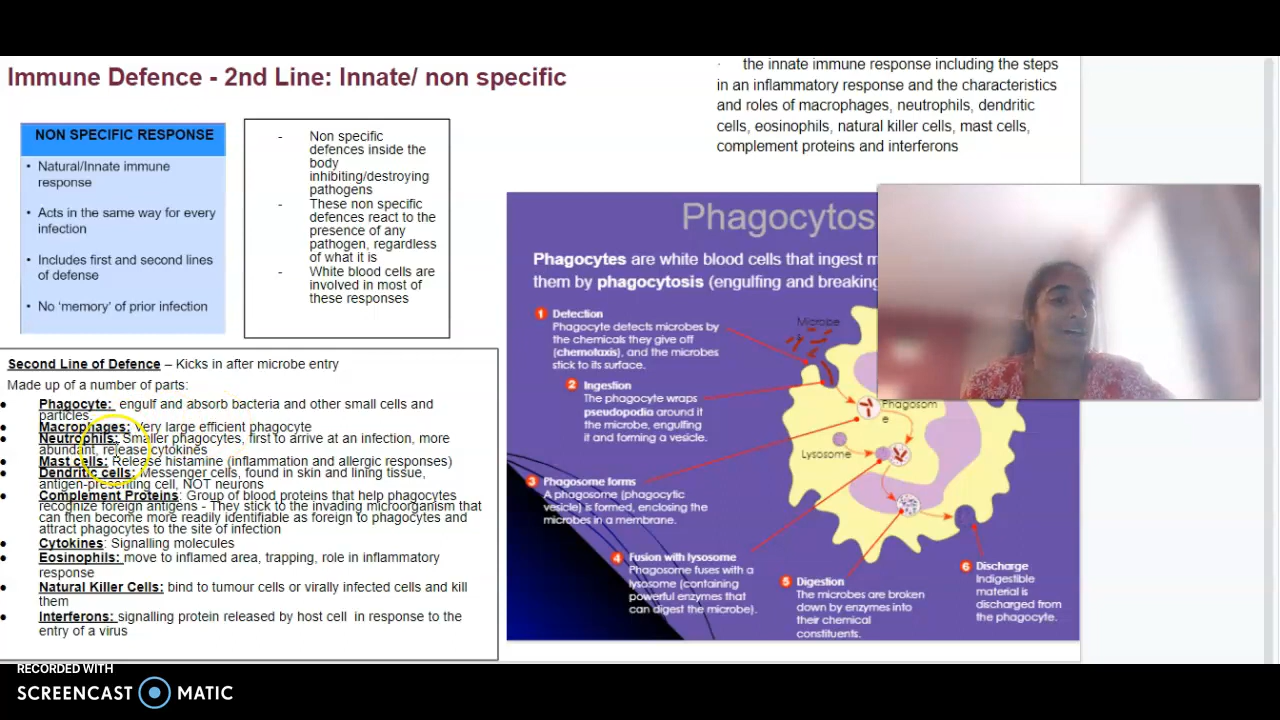 Immune Defence - 2nd Line: Innate/ non specific
· the innate immune response including the steps
in an inflammatory response and the characteristics
and roles of macrophages, neutrophils, dendritic
cells, eosinophils, natural killer cells, mast cells,
complement proteins and interferons
NON SPECIFIC RESPONSE
• Natural/Innate immune
response
• Acts in the same way for every
infection
• Includes first and second lines
of defense
• No ‘memory’ of prior infection
- Non specific
defences inside the
body
inhibiting/destroying
pathogens
- These non specific
defences react to the
presence of any
pathogen, regardless
of what it is
- White blood cells are
involved in most of
these responses
Second Line of Defence – Kicks in after microbe entry
Made up of a number of parts:
• Phagocyte: engulf and absorb bacteria and other small cells and
particles.
• Macrophages: Very large efficient phagocyte
• Neutrophils: Smaller phagocytes, first to arrive at an infection, more
abundant, release cytokines
• Mast cells: Release histamine (inflammation and allergic responses)
• Dendritic cells: Messenger cells, found in skin and lining tissue,
antigen-presenting cell, NOT neurons
• Complement Proteins: Group of blood proteins that help phagocytes
recognize foreign antigens - They stick to the invading microorganism that
can then become more readily identifiable as foreign to phagocytes and
attract phagocytes to the site of infection
• Cytokines: Signalling molecules
• Eosinophils: move to inflamed area, trapping, role in inflammatory
response
• Natural Killer Cells: bind to tumour cells or virally infected cells and kill
them
• Interferons: signalling protein released by host cell in response to the
entry of a virus
Phagocytos
Phagocytes are white blood cells that ingest
them by phagocytosis (engulfing and breaking
1 Detection
Phagocyte detects microbes by
the chemicals they give off
(chemotaxis), and the microbes
stick to its surface.
2 Ingestion
The phagocyte wraps
pseudopodia around it
the microbe, engulfing
it and forming a vesicle.
3 Phagosome forms
A phagosome (phagocytic
vesicle) is formed, enclosing the
microbes in a membrane.
4 Fusion with lysosome
Phagosome fuses with a
lysosome (containing
powerful enzymes that
can digest the microbe).
5 Digestion
The microbes are broken
down by enzymes into
their chemical
constituents.
6 Discharge
Indigestible
material is
discharged from
the phagocyte.
Microbe
Phagosom
e
Lysosome
RECORDED WITH
SCREENCAST MATIC